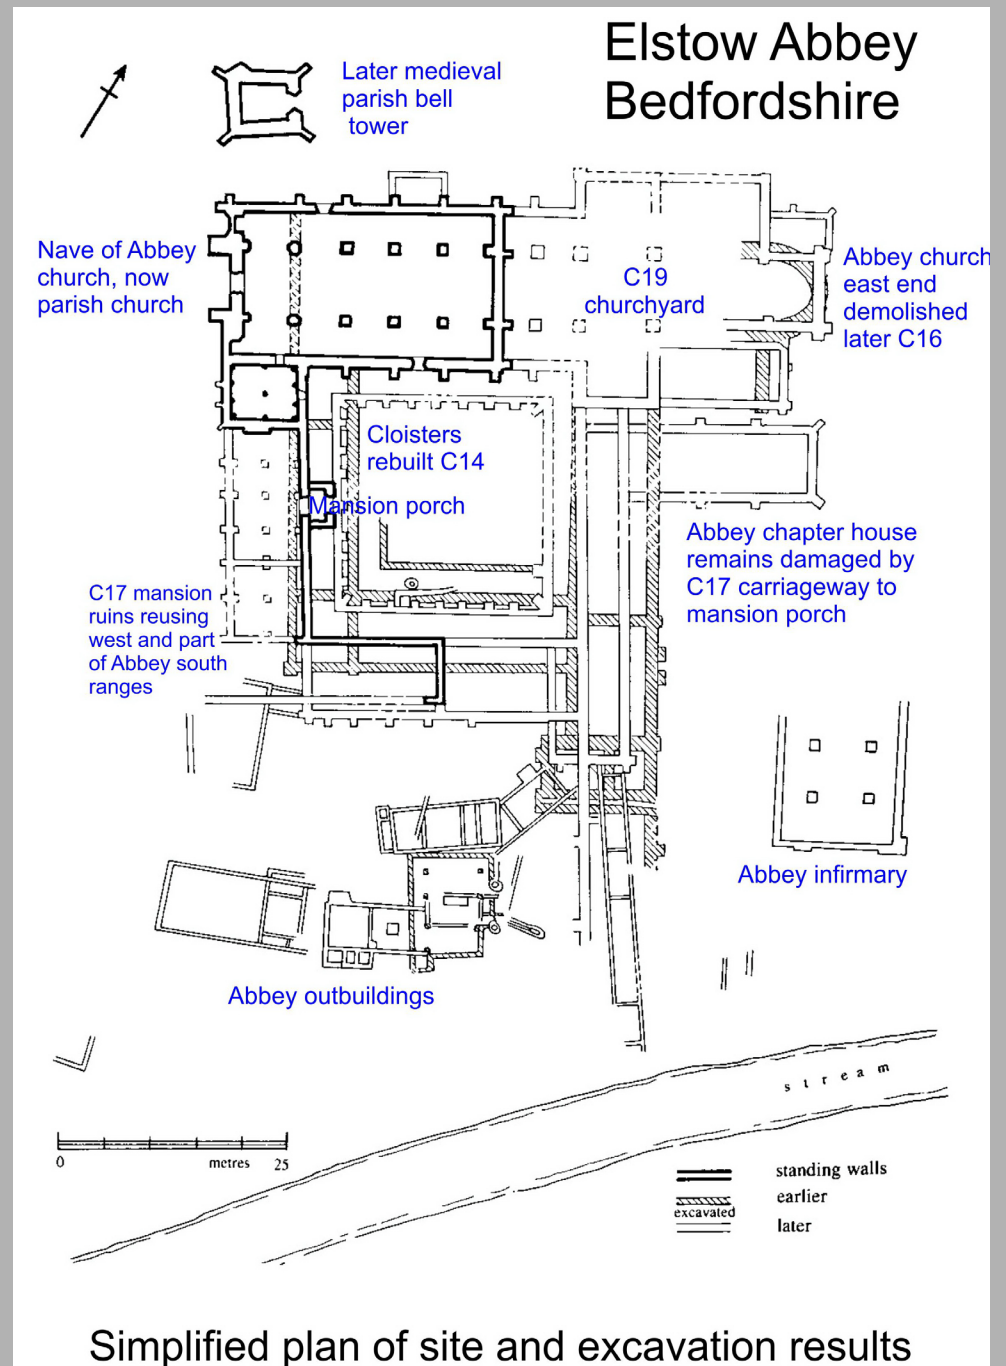 Elstow Abbey
Bedfordshire
Later medieval
parish bell
tower
Nave of Abbey
church, now
parish church
C19
churchyard
Abbey church
east end
demolished
later C16
Cloisters
rebuilt C14
Mansion porch
Abbey chapter house
remains damaged by
C17 carriageway to
mansion porch
C17 mansion
ruins reusing
west and part
of Abbey south
ranges
Abbey infirmary
Abbey outbuildings
stream
0 metres 25
standing walls
earlier
excavated
later
Simplified plan of site and excavation results